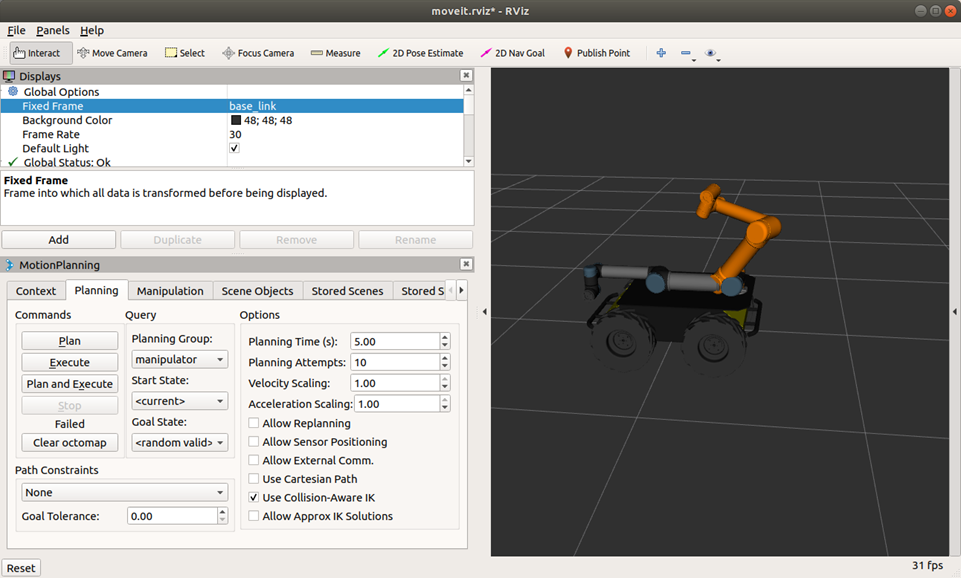 moveit.rviz* - RViz
File Panels Help
Interact Move Camera Select Focus Camera Measure 2D Pose Estimate 2D Nav Goal Publish Point
Displays
Global Options
Fixed Frame base_link
Background Color 48; 48; 48
Frame Rate 30
Default Light
Global Status: Ok
Fixed Frame
Frame into which all data is transformed before being displayed.
Add Duplicate Remove Rename
MotionPlanning
Context Planning Manipulation Scene Objects Stored Scenes Stored S
Commands Query Options
Plan
Execute
Plan and Execute
Stop
Failed
Clear octomap
Planning Group:
manipulator
Start State:
<current>
Goal State:
<random valid>
Planning Time (s): 5.00
Planning Attempts: 10
Velocity Scaling: 1.00
Acceleration Scaling: 1.00
Allow Replanning
Allow Sensor Positioning
Allow External Comm.
Use Cartesian Path
Use Collision-Aware IK
Allow Approx IK Solutions
Path Constraints
None
Goal Tolerance: 0.00
Reset
31 fps